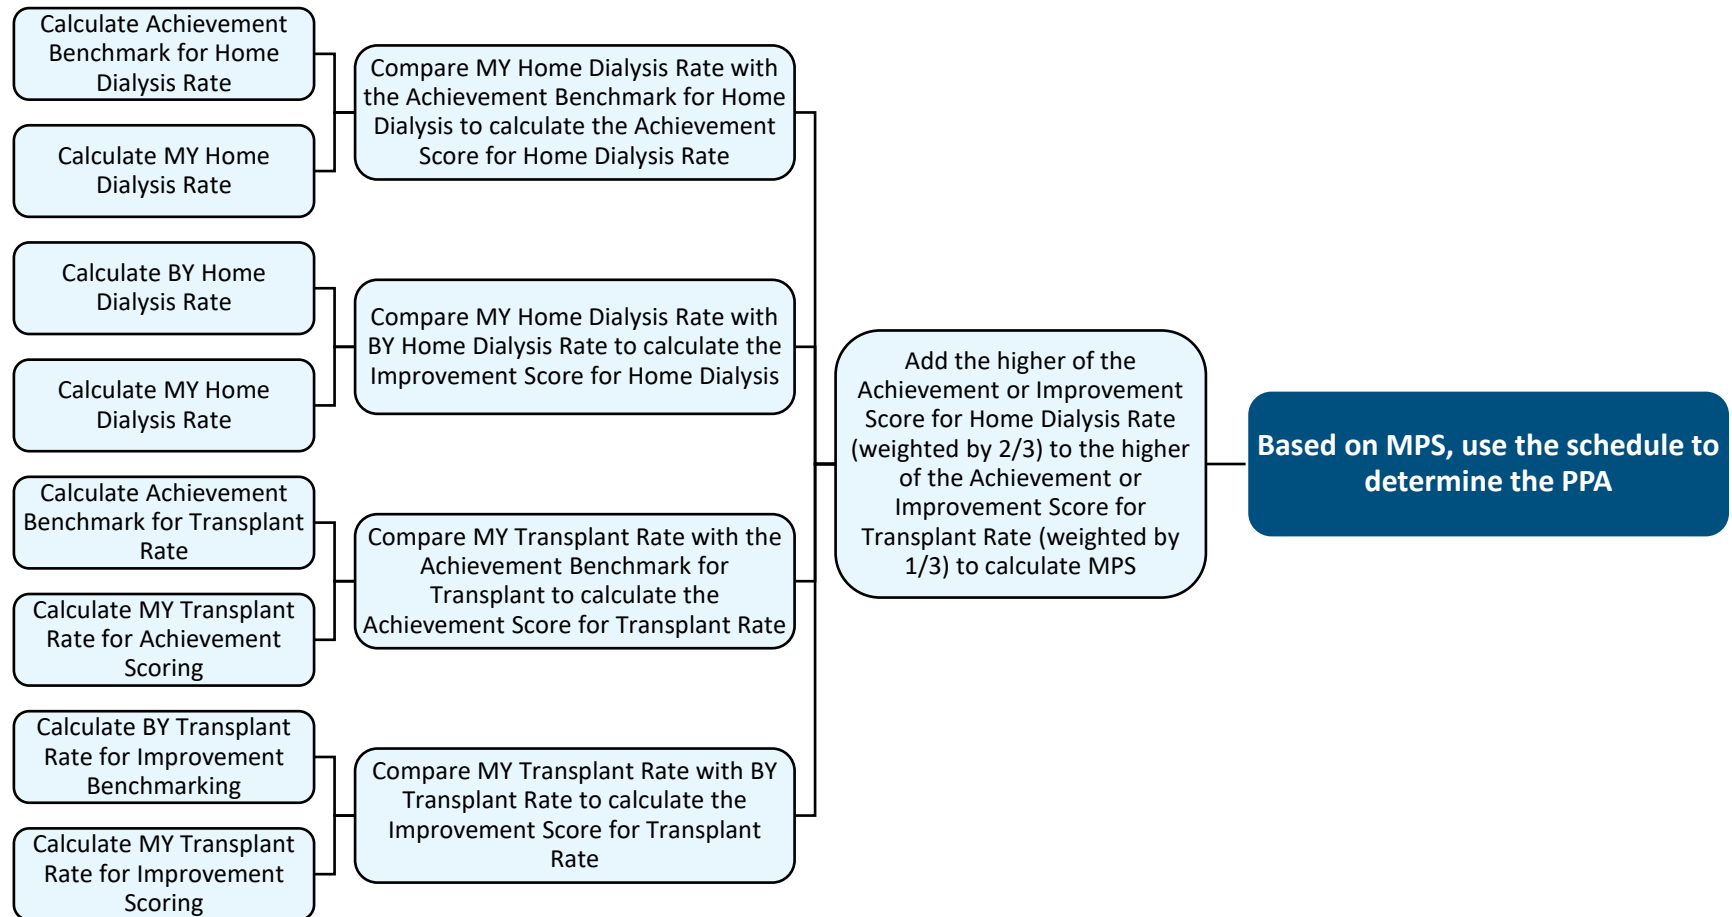 Calculate Achievement
Benchmark for Home
Dialysis Rate
Calculate MY Home
Dialysis Rate
Compare MY Home Dialysis Rate with
the Achievement Benchmark for Home
Dialysis to calculate the Achievement
Score for Home Dialysis Rate
Calculate BY Home
Dialysis Rate
Calculate MY Home
Dialysis Rate
Compare MY Home Dialysis Rate with
BY Home Dialysis Rate to calculate the
Improvement Score for Home Dialysis
Calculate Achievement
Benchmark for Transplant
Rate
Calculate MY Transplant
Rate for Achievement
Scoring
Compare MY Transplant Rate with the
Achievement Benchmark for
Transplant to calculate the
Achievement Score for Transplant Rate
Calculate BY Transplant
Rate for Improvement
Benchmarking
Calculate MY Transplant
Rate for Improvement
Scoring
Compare MY Transplant Rate with BY
Transplant Rate to calculate the
Improvement Score for Transplant
Rate
Add the higher of the
Achievement or Improvement
Score for Home Dialysis Rate
(weighted by 2/3) to the higher
of the Achievement or
Improvement Score for
Transplant Rate (weighted by
1/3) to calculate MPS
Based on MPS, use the schedule to
determine the PPA